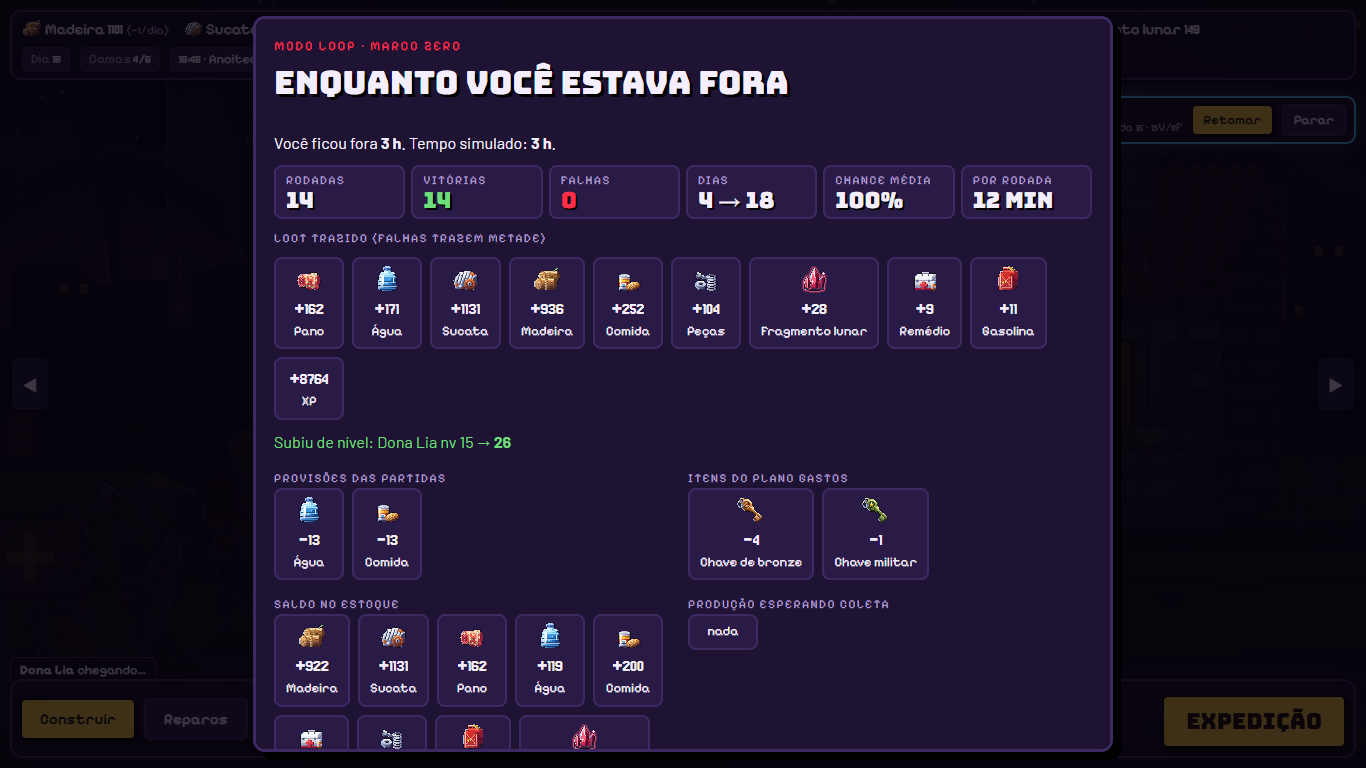 Madeira 1101 (-1/dia) Sucata
to lunar 149
Dia 18 Camas 4/5
Retomar Parar
MODO LOOP · MARCO ZERO
ENQUANTO VOCÊ ESTAVA FORA
Você ficou fora 3 h. Tempo simulado: 3 h.
RODADAS VITÓRIAS FALHAS DIAS CHANCE MÉDIA POR RODADA
14 14 0 4 → 18 100% 12 MIN
LOOT TRAZIDO (FALHAS TRAZEM METADE)
+162 +171 +1131 +936 +252 +104 +28 +9 +11
Pano Água Sucata Madeira Comida Peças Fragmento lunar Remédio Gasolina
+8764
XP
Subiu de nível: Dona Lia nv 15 → 26
PROVISÕES DAS PARTIDAS ITENS DO PLANO GASTOS
-13 -13 -4 -1
Água Comida Chave de bronze Chave militar
SALDO NO ESTOQUE PRODUÇÃO ESPERANDO COLETA
nada
+922 +1131 +162 +119 +200
Madeira Sucata Pano Água Comida
Dona Lia chegando...
Construir Reparos EXPEDIÇÃO